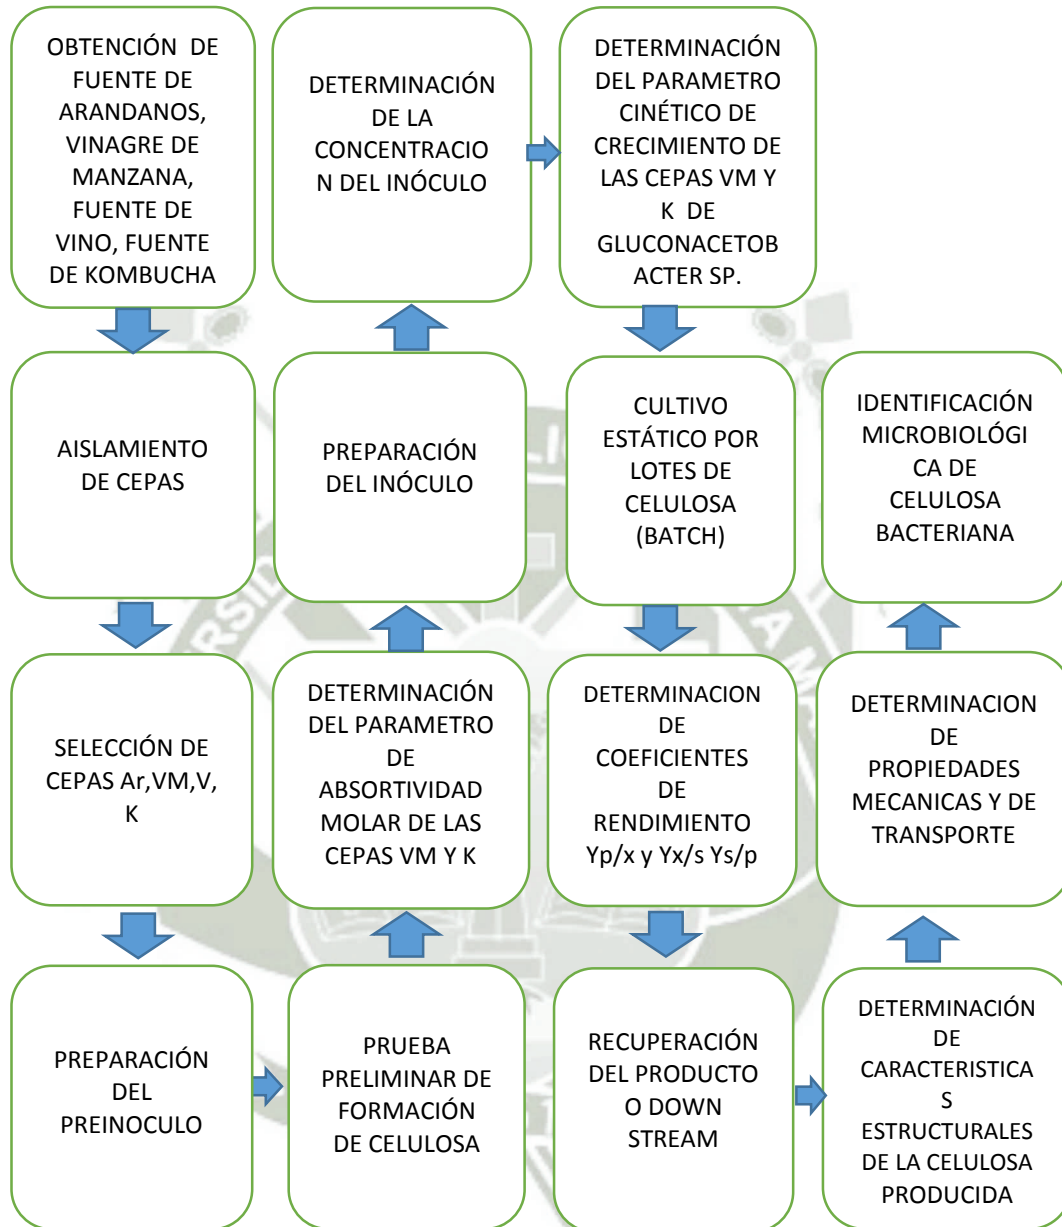 OBTENCIÓN DE
FUENTE DE
ARANDANOS,
VINAGRE DE
MANZANA,
FUENTE DE
VINO, FUENTE
DE KOMBUCHA
AISLAMIENTO
DE CEPAS
SELECCIÓN DE
CEPAS Ar,VM,V,
K
PREPARACIÓN
DEL
PREINOCULO
PRUEBA
PRELIMINAR DE
FORMACIÓN
DE CELULOSA
DETERMINACIÓN
DEL PARAMETRO
DE
ABSORTIVIDAD
MOLAR DE LAS
CEPAS VM Y K
PREPARACIÓN
DEL INÓCULO
DETERMINACIÓN
DE LA
CONCENTRACIO
N DEL INÓCULO
DETERMINACIÓN
DEL PARAMETRO
CINÉTICO DE
CRECIMIENTO DE
LAS CEPAS VM Y
K DE
GLUCONACETOB
ACTER SP.
CULTIVO
ESTÁTICO POR
LOTES DE
CELULOSA
(BATCH)
DETERMINACION
DE
COEFICIENTES
DE
RENDIMIENTO
Yp/x y Yx/s Ys/p
RECUPERACIÓN
DEL PRODUCTO
O DOWN
STREAM
DETERMINACIÓN
DE
CARACTERISTICA
S
ESTRUCTURALES
DE LA CELULOSA
PRODUCIDA
DETERMINACION
DE
PROPIEDADES
MECANICAS Y DE
TRANSPORTE
IDENTIFICACIÓN
MICROBIOLÓGI
CA DE
CELULOSA
BACTERIANA